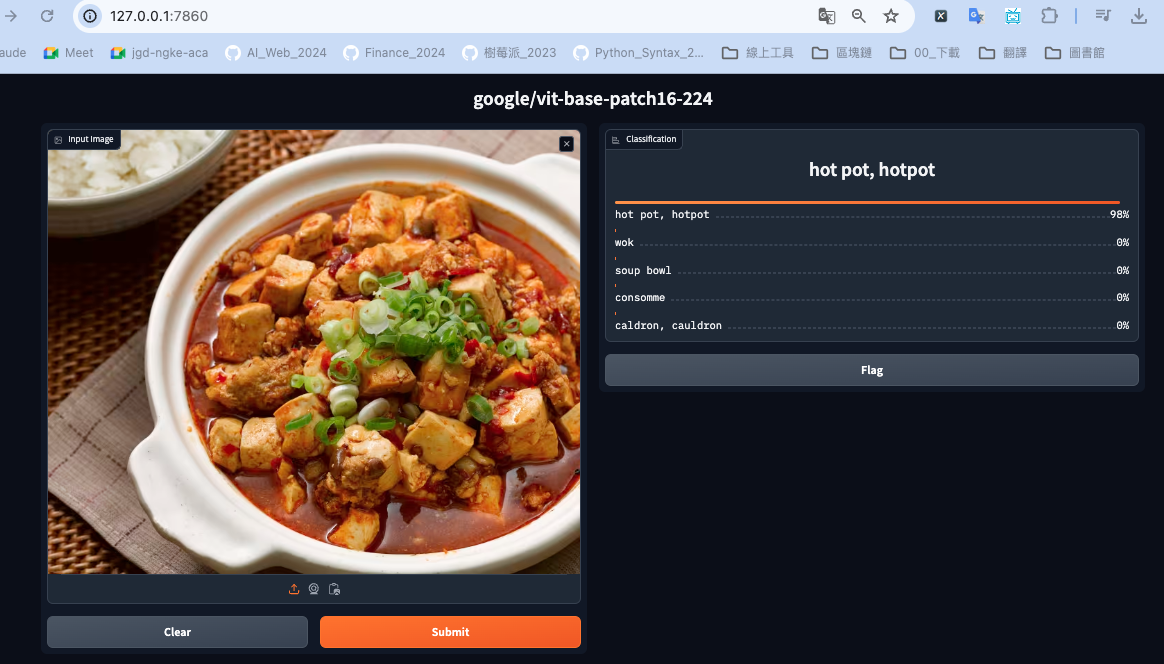 127.0.0.1:7860
aude Meet jgd-ngke-aca AI_Web_2024 Finance_2024 樹莓派_2023 Python_Syntax_2... 線上工具 區塊鏈 00_下載 翻譯 圖書館
google/vit-base-patch16-224
Input Image
Classification
hot pot, hotpot
hot pot, hotpot 98%
wok 0%
soup bowl 0%
consomme 0%
caldron, cauldron 0%
Flag
Clear Submit